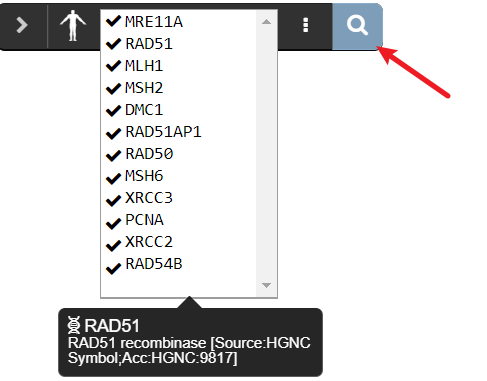 MRE11A
RAD51
MLH1
MSH2
DMC1
RAD51AP1
RAD50
MSH6
XRCC3
PCNA
XRCC2
RAD54B
RAD51
RAD51 recombinase [Source:HGNC
Symbol;Acc:HGNC:9817]